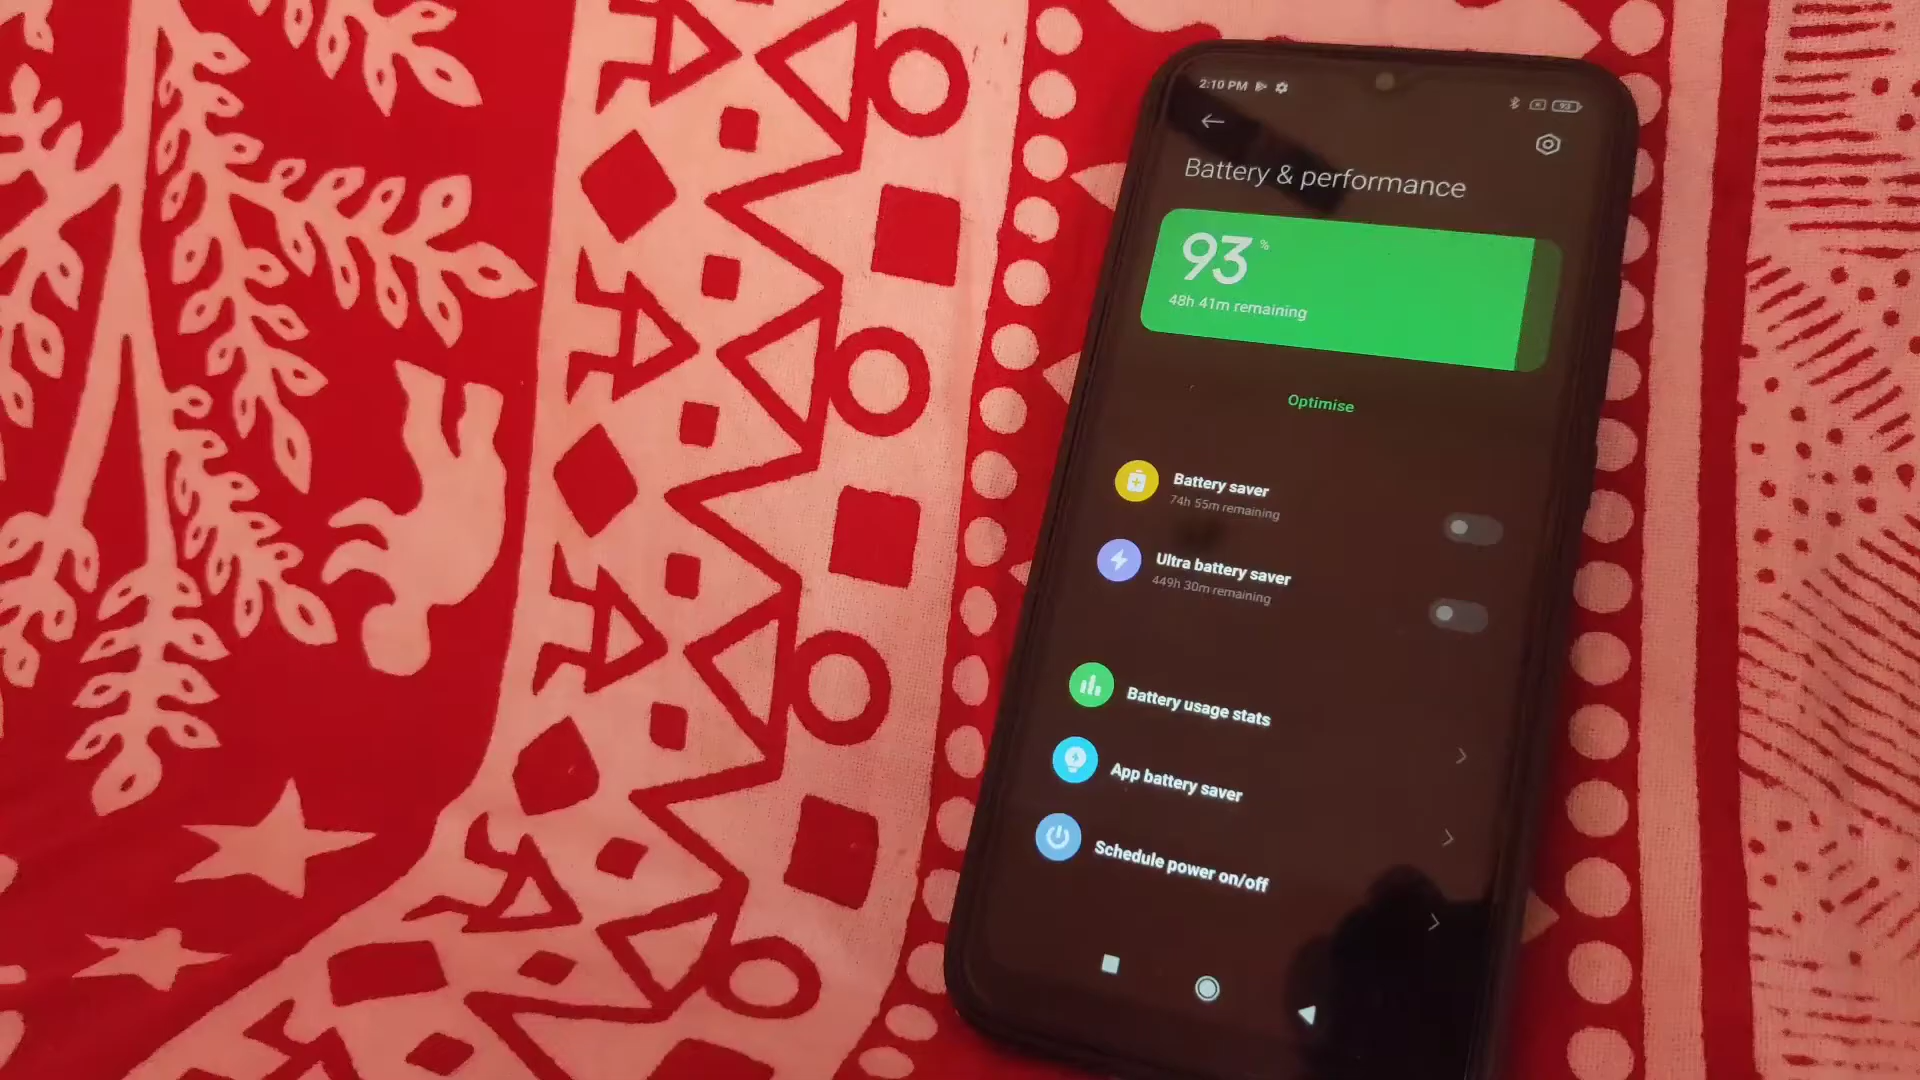 2:10 PM
93
Battery & performance
93 %
48h 41m remaining
Optimise
Battery saver
74h 55m remaining
Ultra battery saver
449h 30m remaining
Battery usage stats
App battery saver
Schedule power on/off